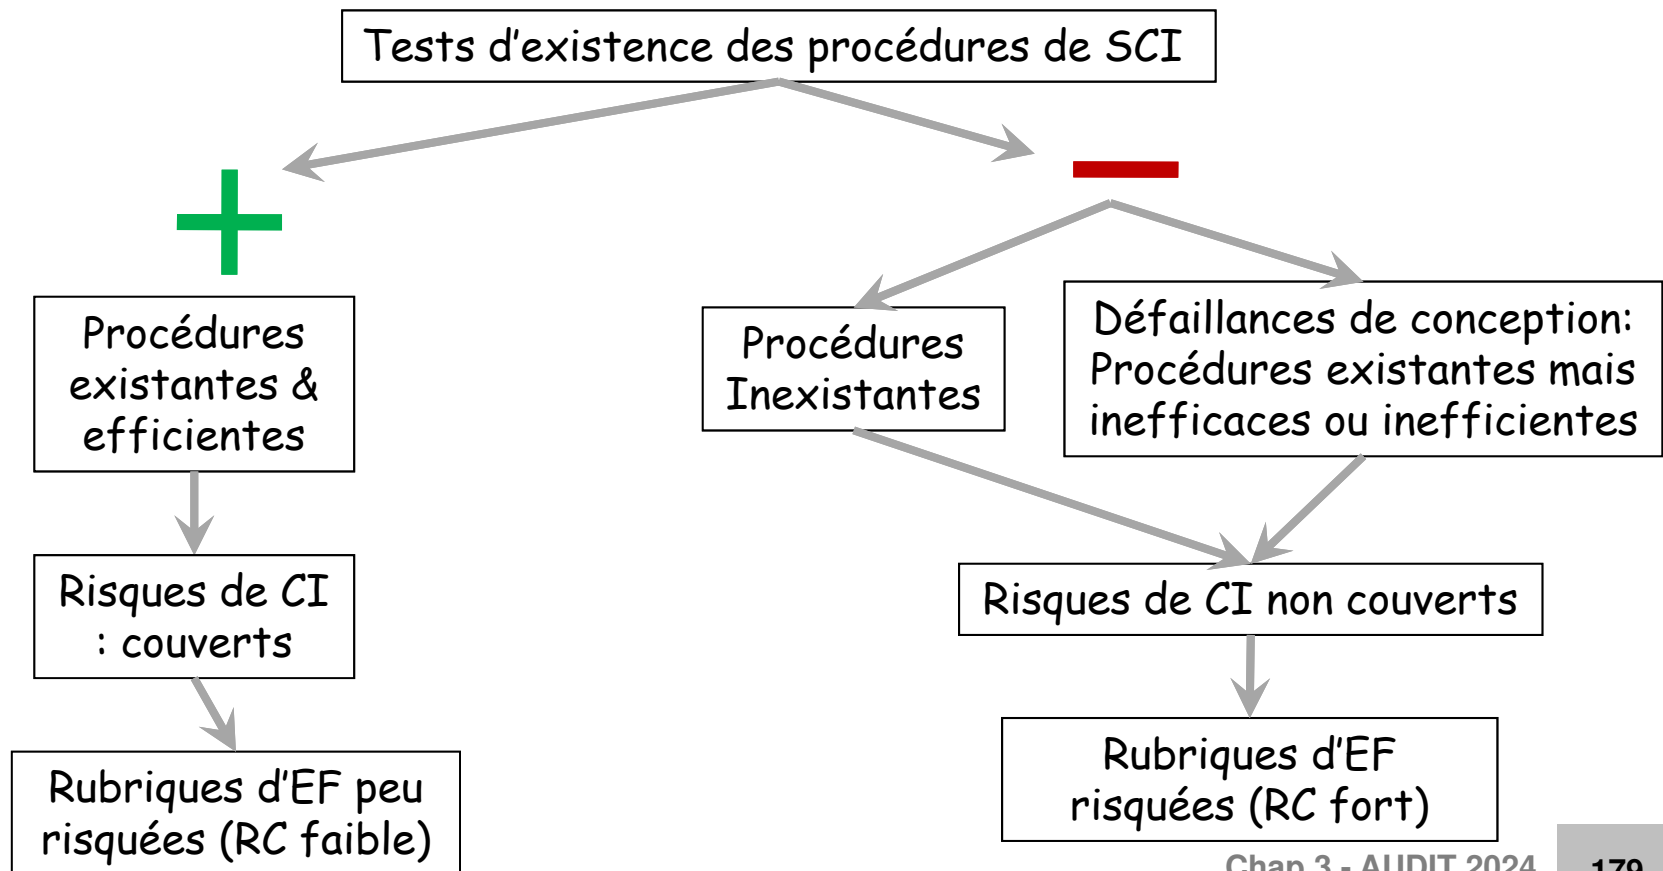 Tests d'existence des procédures de SCI
Procédures
existantes &
efficientes
Procédures
Inexistantes
Défaillances de conception:
Procédures existantes mais
inefficaces ou inefficientes
Risques de CI
: couverts
Risques de CI non couverts
Rubriques d'EF peu
risquées (RC faible)
Rubriques d'EF
risquées (RC fort)
Chap 3 - AUDIT 2024
179